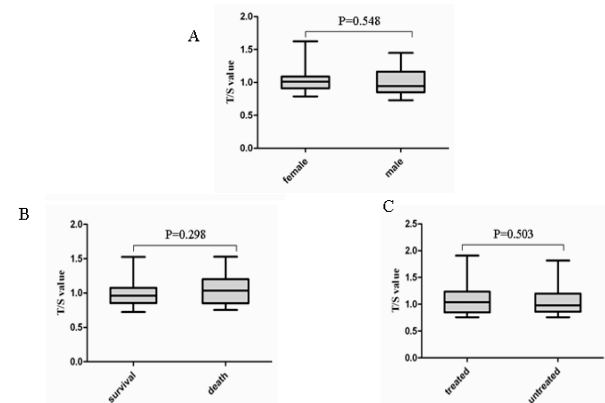 A
P=0.548
2.0
1.5
1.0
0.5
0.0
T/S value
female
male
B
P=0.298
2.0
1.5
1.0
0.5
0.0
T/S value
survival
death
C
P=0.503
2.5
2.0
1.5
1.0
0.5
0.0
T/S value
treated
untreated